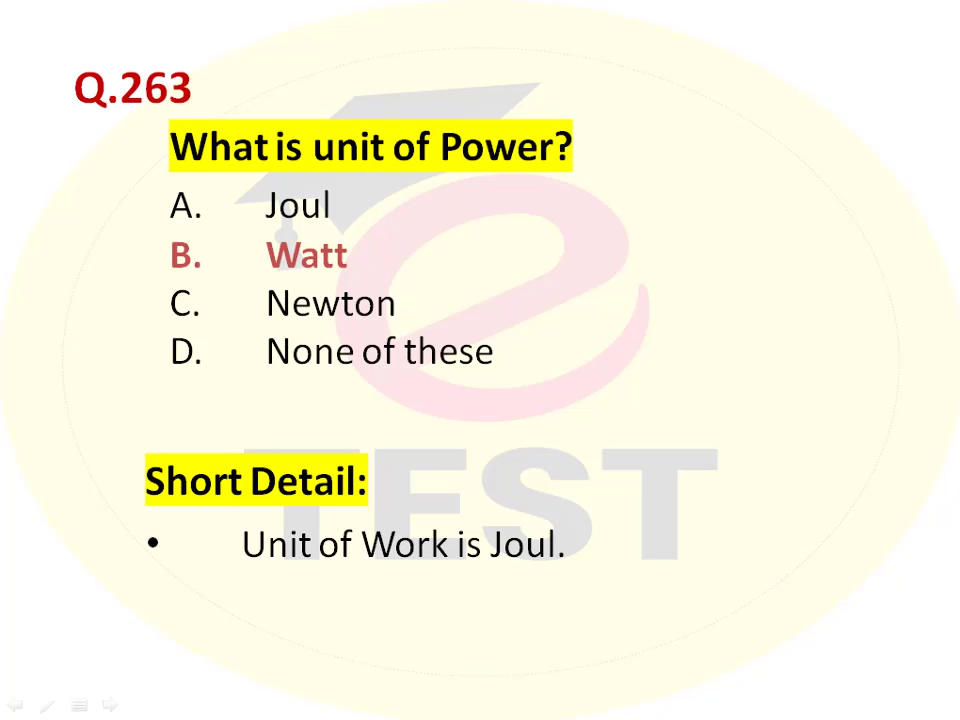 Q.263
What is unit of Power?
A. Joul
B. Watt
C. Newton
D. None of these
Short Detail:
• Unit of Work is Joul.
e
TEST